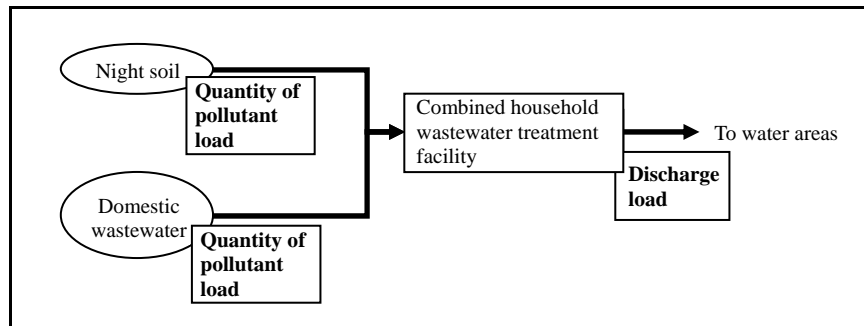 Night soil
Quantity of
pollutant
load
Combined household
wastewater treatment
facility
To water areas
Discharge
load
Domestic
wastewater
Quantity of
pollutant
load